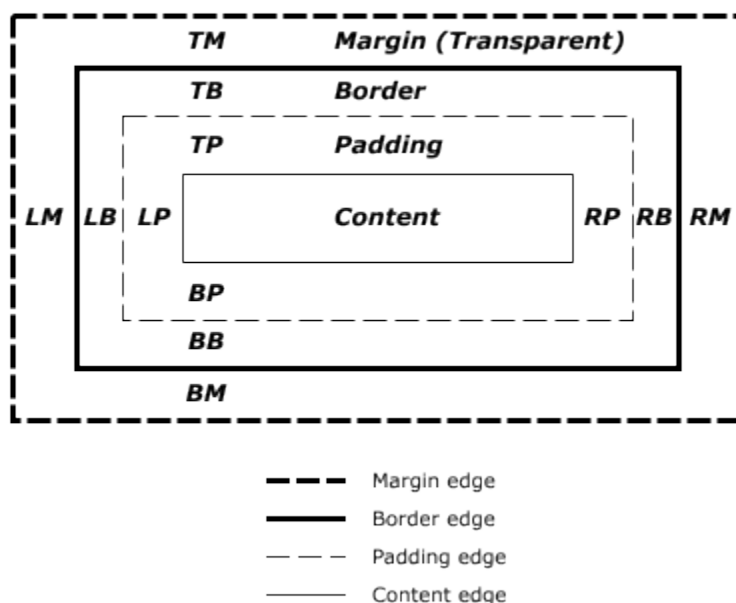 TM Margin (Transparent)
TB Border
TP Padding
LM LB LP Content RP RB RM
BP
BB
BM
Margin edge
Border edge
Padding edge
Content edge